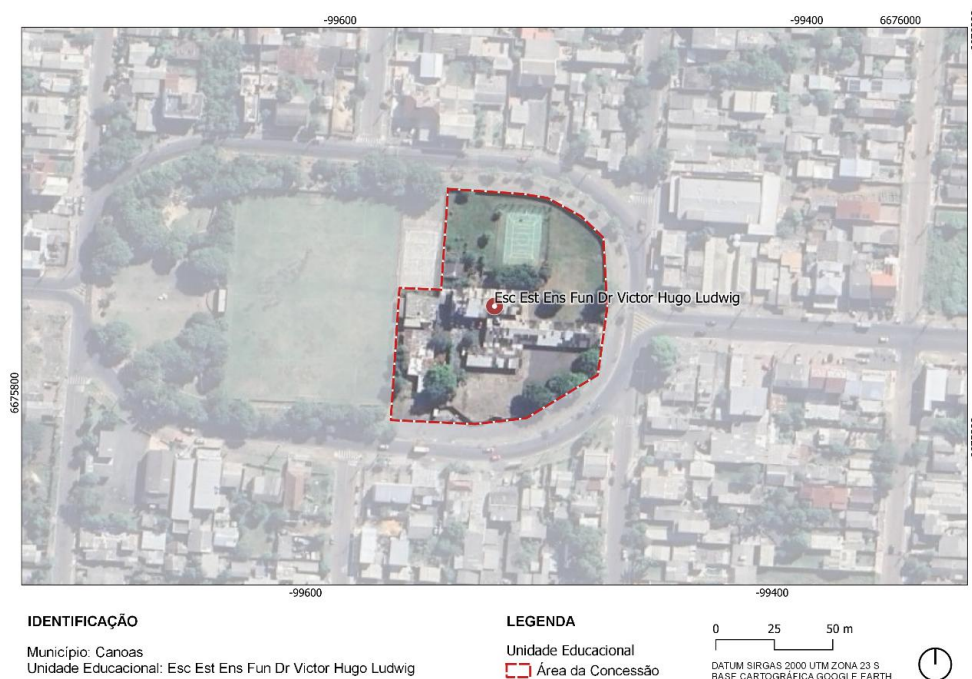 -99600
-99400
6676000
Esc Est Ens Fun Dr Victor Hugo Ludwig
6675800
-99600
-99400
IDENTIFICAÇÃO
Município: Canoas
Unidade Educacional: Esc Est Ens Fun Dr Victor Hugo Ludwig
LEGENDA
Unidade Educacional
Área da Concessão
0 25 50 m
DATUM SIRGAS 2000 UTM ZONA 23 S
BASE CARTOGRÁFICA GOOGLE EARTH